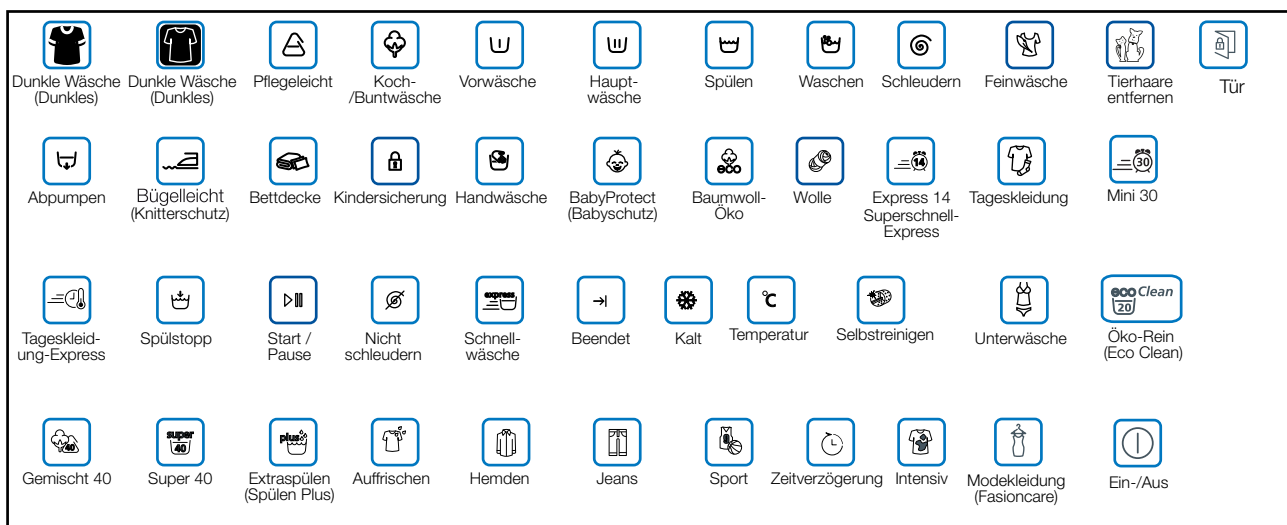 Dunkle Wäsche
(Dunkles)
Dunkle Wäsche
(Dunkles)
Pflegeleicht
Koch-
/Buntwäsche
Vorwäsche
Haupt-
wäsche
Spülen
Waschen
Schleudern
Feinwäsche
Tierhaare
entfernen
Tür
Abpumpen
Bügelleicht
(Knitterschutz)
Bettdecke
Kindersicherung
Handwäsche
BabyProtect
(Babyschutz)
eco
Baumwoll-
Öko
Wolle
14
Express 14
Superschnell-
Express
Tageskleidung
30
Mini 30
Tageskleid-
ung-Express
Spülstopp
Start /
Pause
Nicht
schleudern
express
Schnell-
wäsche
Beendet
Kalt
°C
Temperatur
Selbstreinigen
Unterwäsche
eco Clean
20
Öko-Rein
(Eco Clean)
40
Gemischt 40
super
40
Super 40
plus
Extraspülen
(Spülen Plus)
Auffrischen
Hemden
Jeans
Sport
Zeitverzögerung
Intensiv
Modekleidung
(Fasioncare)
Ein-/Aus